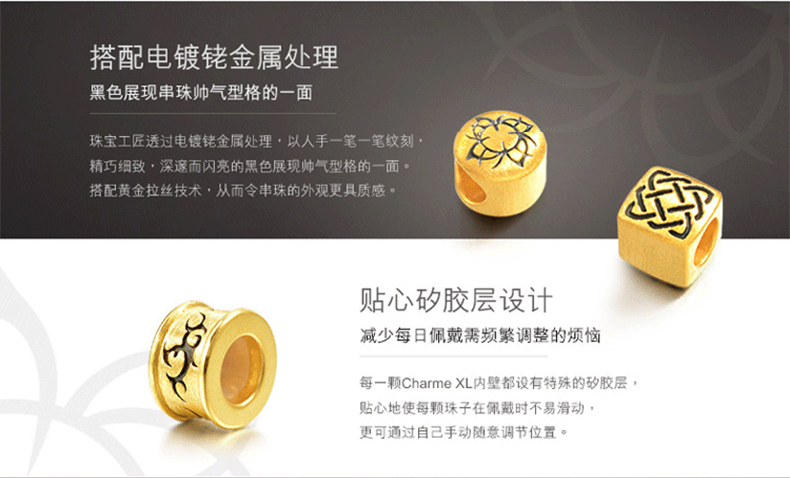 搭配电镀铑金属处理
黑色展现串珠帅气型格的一面
珠宝工匠透过电镀铑金属处理，以人手一笔一笔纹刻，
精巧细致，深邃而闪亮的黑色展现帅气型格的一面。
搭配黄金拉丝技术，从而令串珠的外观更具质感。
贴心矽胶层设计
减少每日佩戴需频繁调整的烦恼
每一颗Charme XL内壁都设有特殊的矽胶层，
贴心地使每颗珠子在佩戴时不易滑动，
更可通过自己手动随意调节位置。